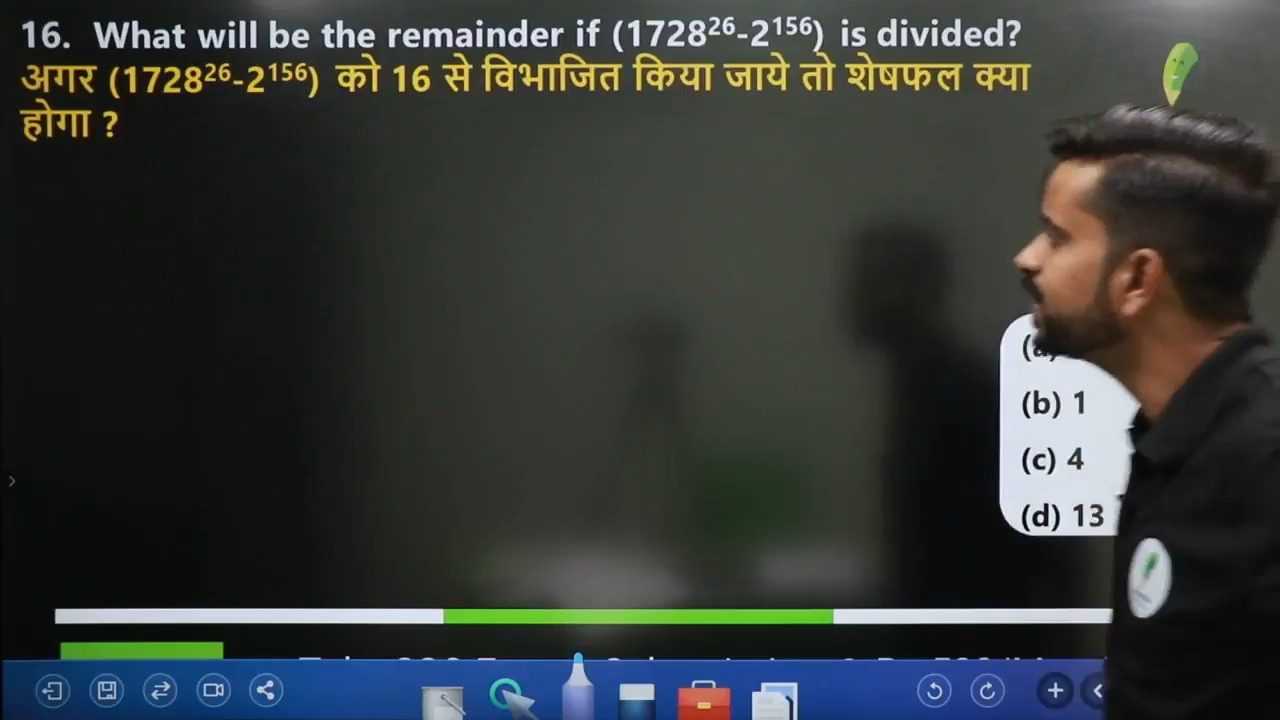 16. What will be the remainder if (1728²⁶-2¹⁵⁶) is divided?
अगर (1728²⁶-2¹⁵⁶) को 16 से विभाजित किया जाये तो शेषफल क्या
होगा ?
(a)
(b) 1
(c) 4
(d) 13